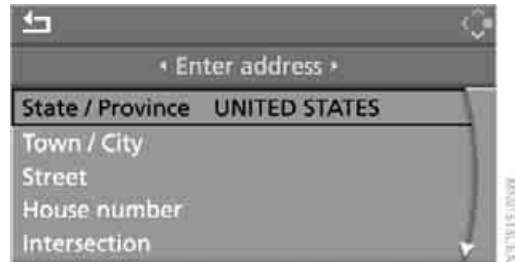 Enter address
State / Province UNITED STATES
Town / City
Street
House number
Intersection